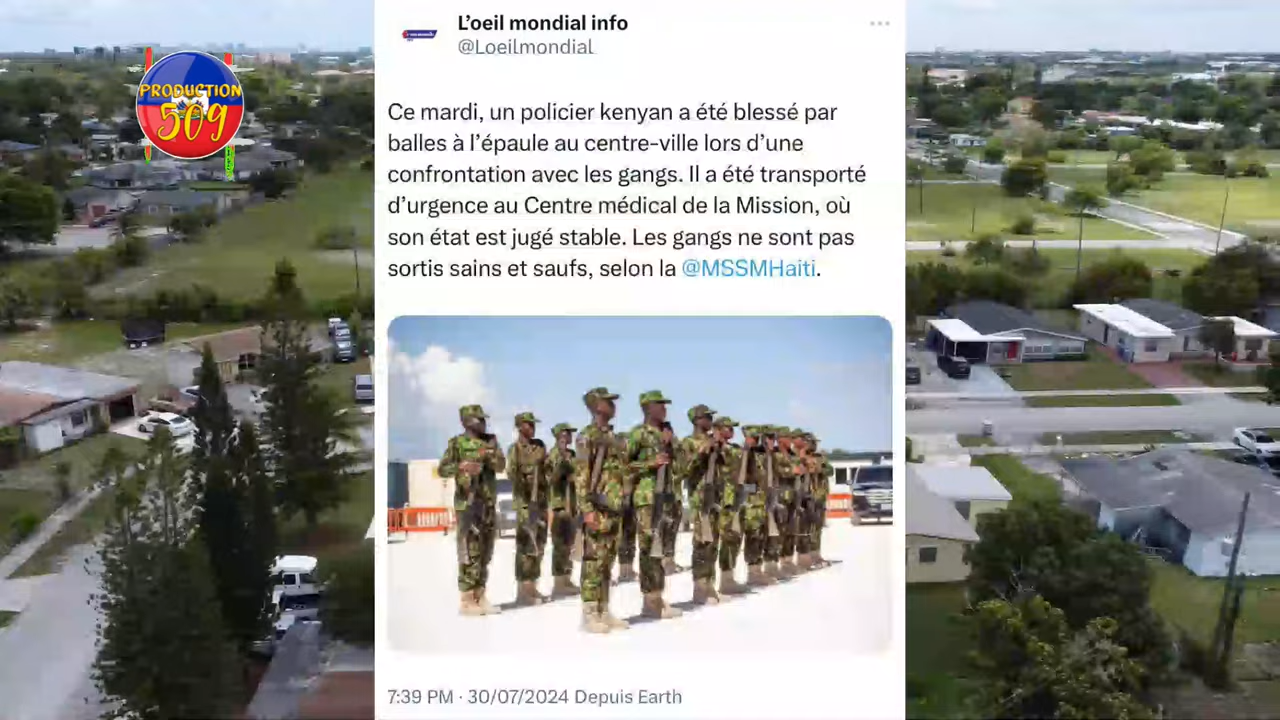 PRODUCTION
509
L'oeil mondial info
@Loeilmondial
Ce mardi, un policier kenyan a été blessé par
balles à l'épaule au centre-ville lors d'une
confrontation avec les gangs. Il a été transporté
d'urgence au Centre médical de la Mission, où
son état est jugé stable. Les gangs ne sont pas
sortis sains et saufs, selon la @MSSMHaiti.
7:39 PM · 30/07/2024 Depuis Earth